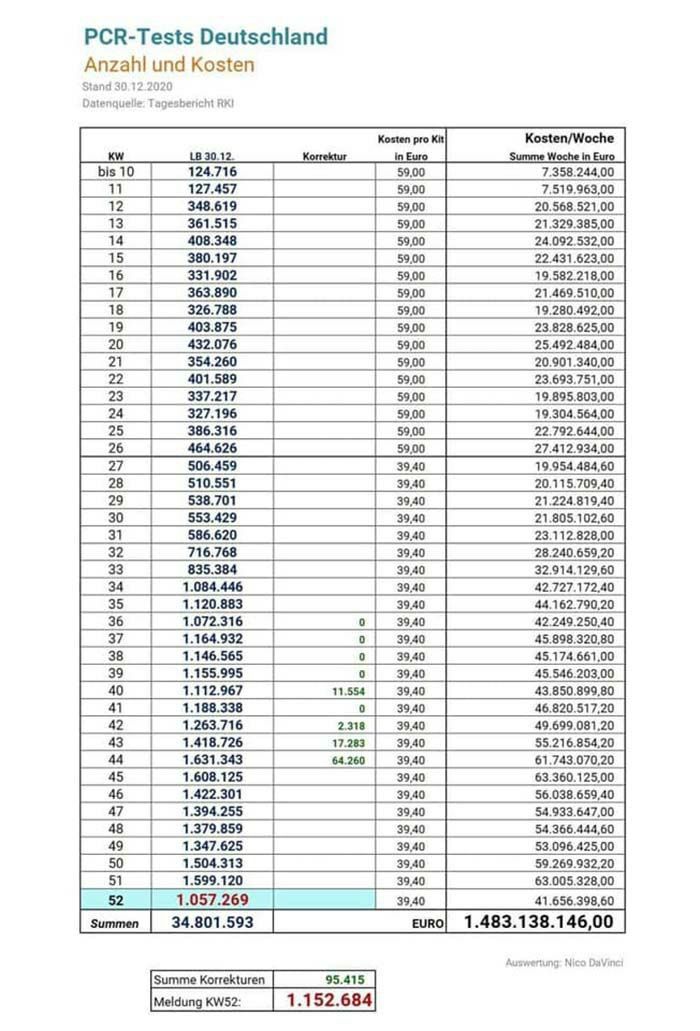 PCR-Tests Deutschland
Anzahl und Kosten
Stand 30.12.2020
Datenquelle: Tagesbericht RKI
Kosten pro Kit Kosten/Woche
KW LB 30.12. Korrektur in Euro Summe Woche in Euro
bis 10 124.716 59,00 7.358.244,00
11 127.457 59,00 7.519.963,00
12 348.619 59,00 20.568.521,00
13 361.515 59,00 21.329.385,00
14 408.348 59,00 24.092.532,00
15 380.197 59,00 22.431.623,00
16 331.902 59,00 19.582.218,00
17 363.890 59,00 21.469.510,00
18 326.788 59,00 19.280.492,00
19 403.875 59,00 23.828.625,00
20 432.076 59,00 25.492.484,00
21 354.260 59,00 20.901.340,00
22 401.589 59,00 23.693.751,00
23 337.217 59,00 19.895.803,00
24 327.196 59,00 19.304.564,00
25 386.316 59,00 22.792.644,00
26 464.626 59,00 27.412.934,00
27 506.459 39,40 19.954.484,60
28 510.551 39,40 20.115.709,40
29 538.701 39,40 21.224.819,40
30 553.429 39,40 21.805.102,60
31 586.620 39,40 23.112.828,00
32 716.768 39,40 28.240.659,20
33 835.384 39,40 32.914.129,60
34 1.084.446 39,40 42.727.172,40
35 1.120.883 39,40 44.162.790,20
36 1.072.316 0 39,40 42.249.250,40
37 1.164.932 0 39,40 45.898.320,80
38 1.146.565 0 39,40 45.174.661,00
39 1.155.995 0 39,40 45.546.203,00
40 1.112.967 11.554 39,40 43.850.899,80
41 1.188.338 0 39,40 46.820.517,20
42 1.263.716 2.318 39,40 49.699.081,20
43 1.418.726 17.283 39,40 55.216.854,20
44 1.631.343 64.260 39,40 61.743.070,20
45 1.608.125 39,40 63.360.125,00
46 1.422.301 39,40 56.038.659,40
47 1.394.255 39,40 54.933.647,00
48 1.379.859 39,40 54.366.444,60
49 1.347.625 39,40 53.096.425,00
50 1.504.313 39,40 59.269.932,20
51 1.599.120 39,40 63.005.328,00
52 1.057.269 39,40 41.656.398,60
Summen 34.801.593 EURO 1.483.138.146,00
Auswertung: Nico DaVinci
Summe Korrekturen 95.415
Meldung KW52: 1.152.684